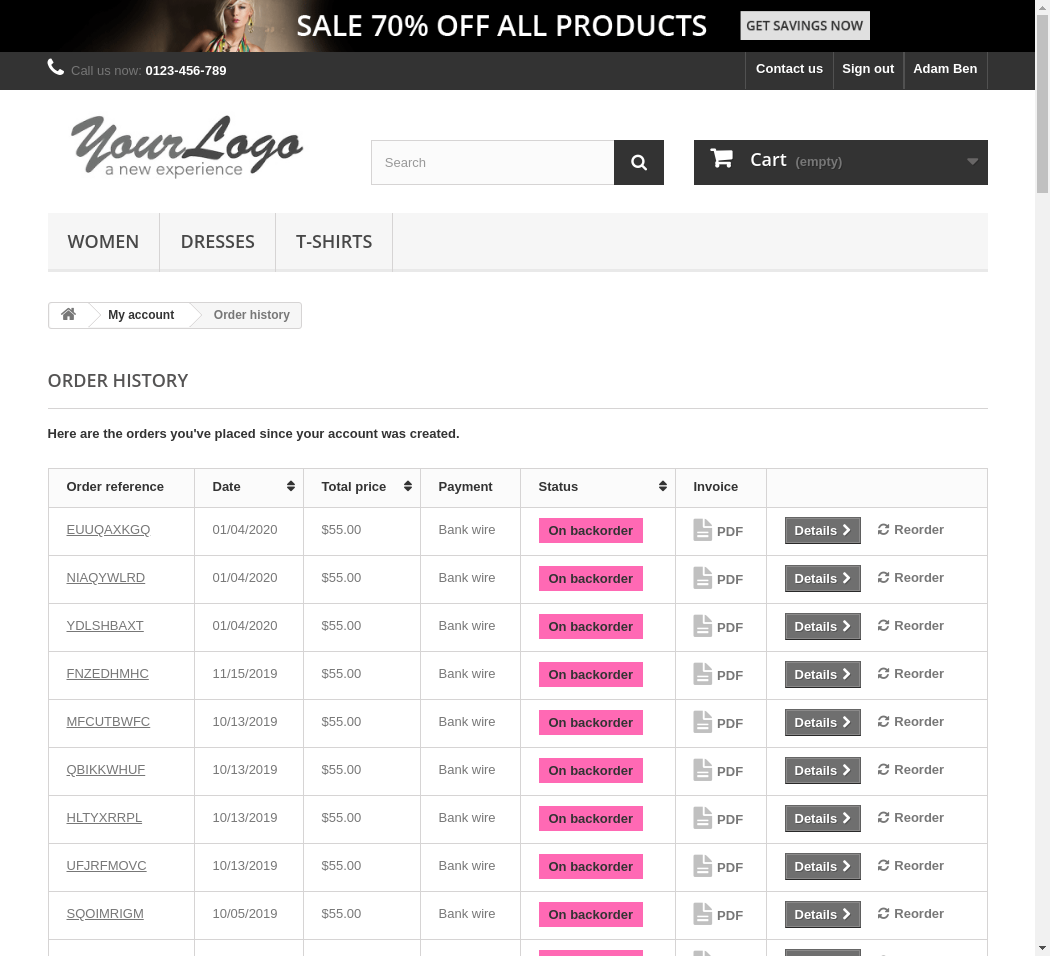 SALE 70% OFF ALL PRODUCTS GET SAVINGS NOW
Call us now: 0123-456-789 Contact us Sign out Adam Ben
YourLogo
a new experience
Search
Cart (empty)
WOMEN DRESSES T-SHIRTS
My account Order history
ORDER HISTORY
Here are the orders you've placed since your account was created.
Order reference Date Total price Payment Status Invoice
EUUQAXKGQ 01/04/2020 $55.00 Bank wire On backorder PDF Details Reorder
NIAQYWLRD 01/04/2020 $55.00 Bank wire On backorder PDF Details Reorder
YDLSHBAXT 01/04/2020 $55.00 Bank wire On backorder PDF Details Reorder
FNZEDHMHC 11/15/2019 $55.00 Bank wire On backorder PDF Details Reorder
MFCUTBWFC 10/13/2019 $55.00 Bank wire On backorder PDF Details Reorder
QBIKKWHUF 10/13/2019 $55.00 Bank wire On backorder PDF Details Reorder
HLTYXRRPL 10/13/2019 $55.00 Bank wire On backorder PDF Details Reorder
UFJRFMOVC 10/13/2019 $55.00 Bank wire On backorder PDF Details Reorder
SQOIMRIGM 10/05/2019 $55.00 Bank wire On backorder PDF Details Reorder